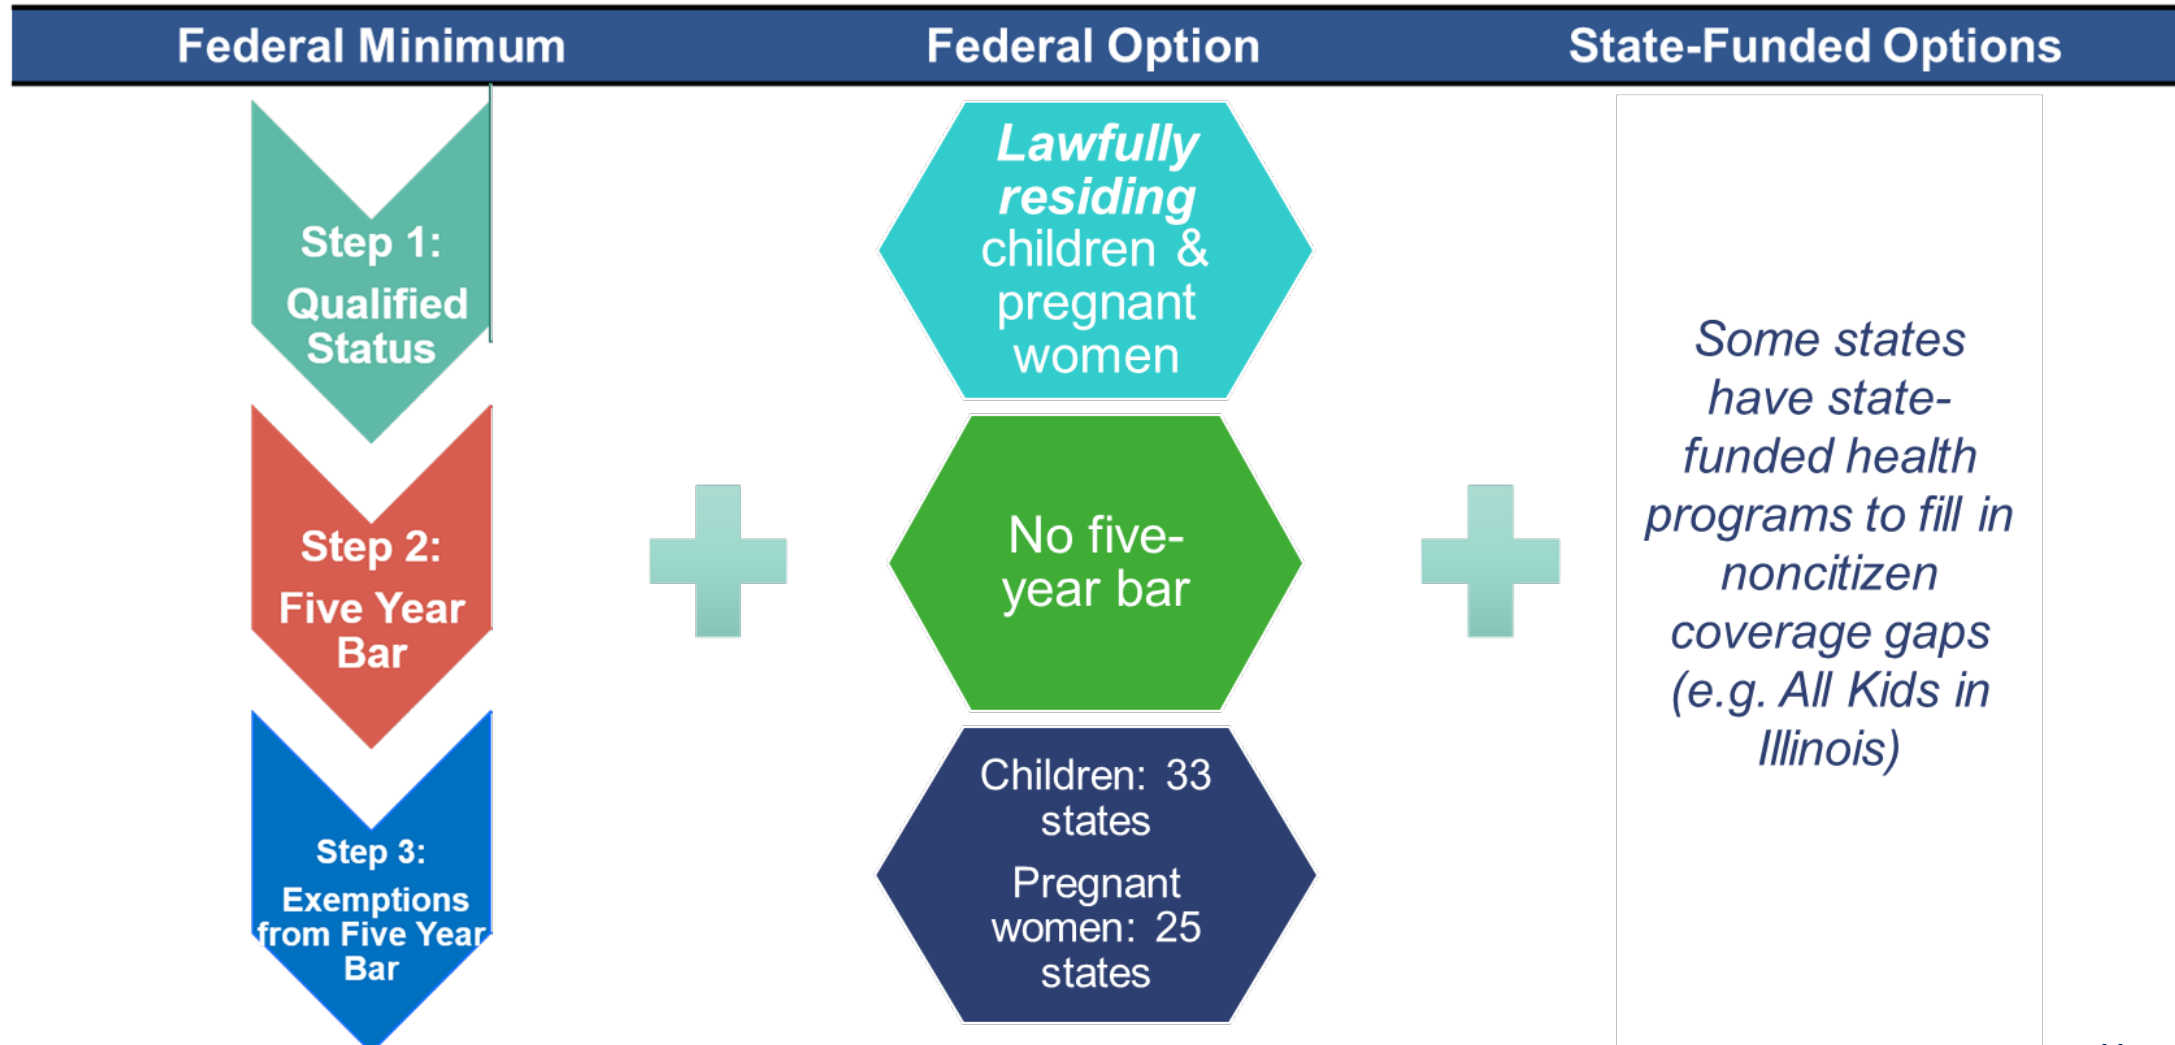 Federal Minimum
Federal Option
State-Funded Options
Step 1:
Qualified
Status
Step 2:
Five Year
Bar
Step 3:
Exemptions
from Five Year
Bar
Lawfully
residing
children &
pregnant
women
No five-
year bar
Children: 33
states
Pregnant
women: 25
states
Some states
have state-
funded health
programs to fill in
noncitizen
coverage gaps
(e.g. All Kids in
Illinois)